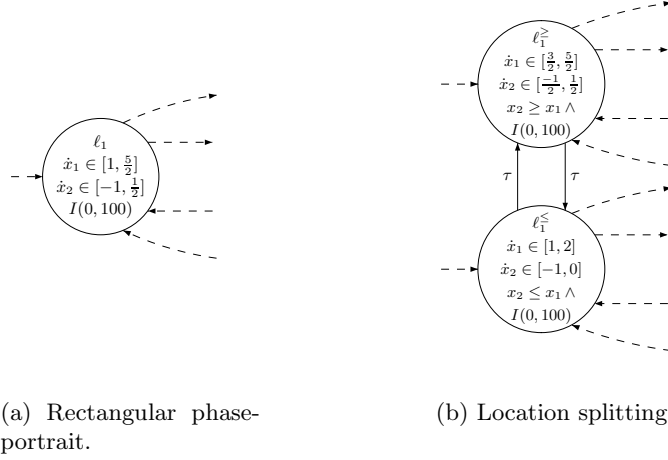 ℓ₁
ẋ₁ ∈ [1, 5/2]
ẋ₂ ∈ [−1, 1/2]
I(0, 100)
ℓ₁^≥
ẋ₁ ∈ [3/2, 5/2]
ẋ₂ ∈ [−1/2, 1/2]
x₂ ≥ x₁ ∧
I(0, 100)
τ
τ
ℓ₁^≤
ẋ₁ ∈ [1, 2]
ẋ₂ ∈ [−1, 0]
x₂ ≤ x₁ ∧
I(0, 100)
(a) Rectangular phase-
portrait.
(b) Location splitting